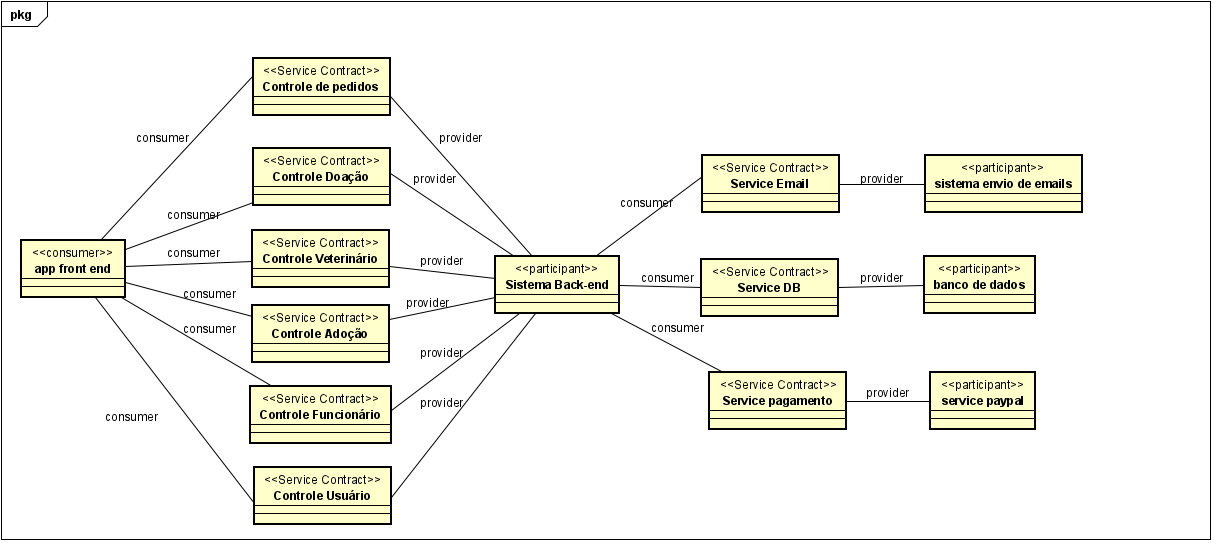 pkg
<<Service Contract>>
Controle de pedidos
consumer
provider
<<Service Contract>>
Controle Doação
consumer
provider
<<Service Contract>>
Service Email
provider
<<participant>>
sistema envio de emails
consumer
<<consumer>>
app front end
consumer
<<Service Contract>>
Controle Veterinário
provider
<<participant>>
Sistema Back-end
consumer
<<Service Contract>>
Service DB
provider
<<participant>>
banco de dados
consumer
<<Service Contract>>
Controle Adoção
provider
consumer
consumer
<<Service Contract>>
Controle Funcionário
provider
<<Service Contract>>
Service pagamento
provider
<<participant>>
service paypal
consumer
provider
<<Service Contract>>
Controle Usuário